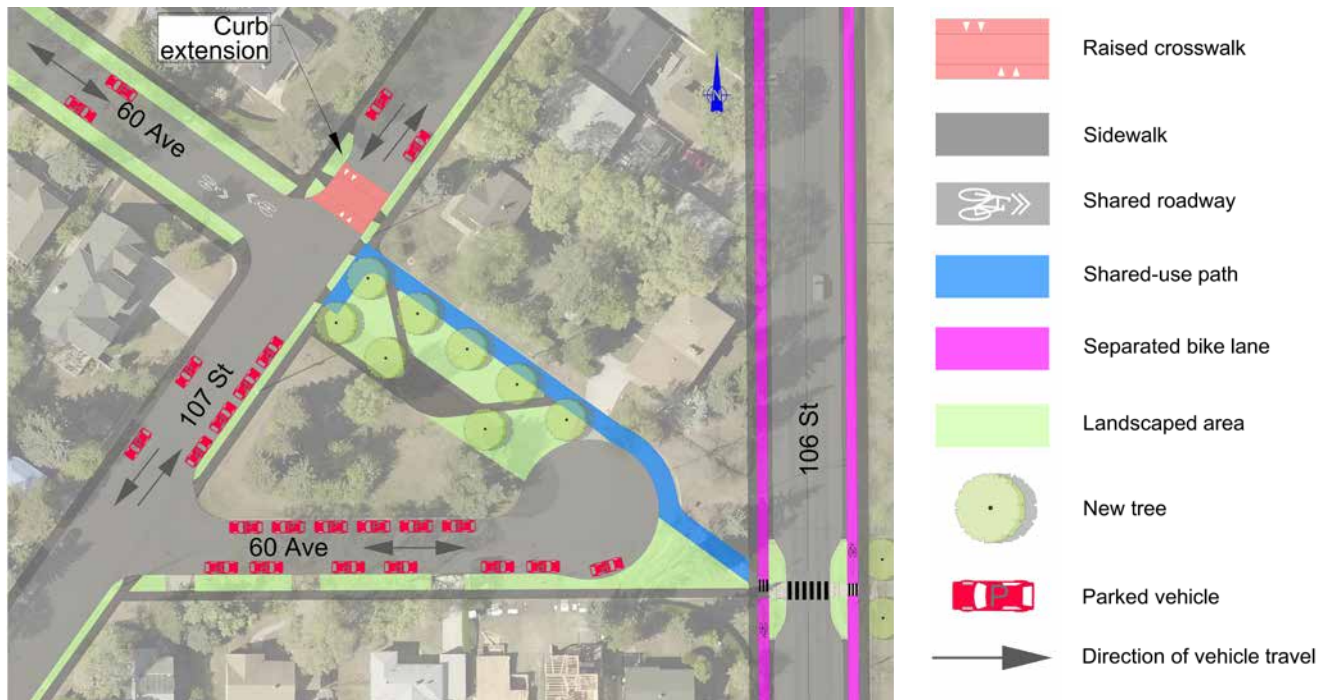 Curb
extension
60 Ave
N
107 St
60 Ave
106 St
Raised crosswalk
Sidewalk
Shared roadway
Shared-use path
Separated bike lane
Landscaped area
New tree
P
Parked vehicle
Direction of vehicle travel